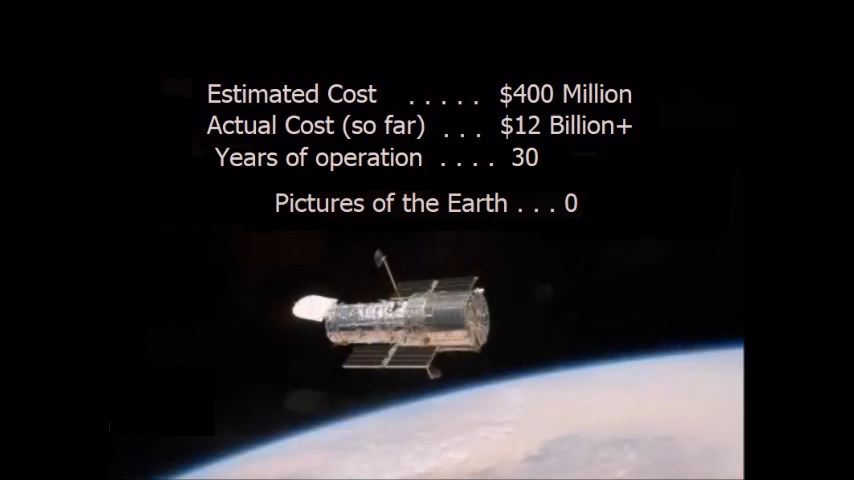 Estimated Cost ..... $400 Million
Actual Cost (so far) ... $12 Billion+
Years of operation .... 30
Pictures of the Earth ... 0